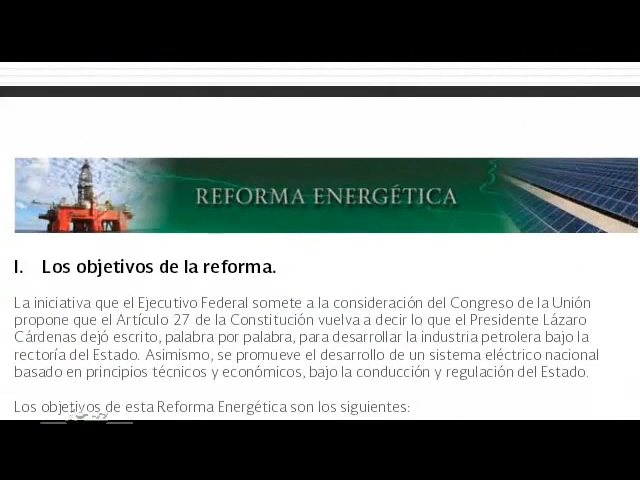 REFORMA ENERGÉTICA
I. Los objetivos de la reforma.
La iniciativa que el Ejecutivo Federal somete a la consideración del Congreso de la Unión
propone que el Artículo 27 de la Constitución vuelva a decir lo que el Presidente Lázaro
Cárdenas dejó escrito, palabra por palabra, para desarrollar la industria petrolera bajo la
rectoría del Estado. Asimismo, se promueve el desarrollo de un sistema eléctrico nacional
basado en principios técnicos y económicos, bajo la conducción y regulación del Estado.
Los objetivos de esta Reforma Energética son los siguientes: